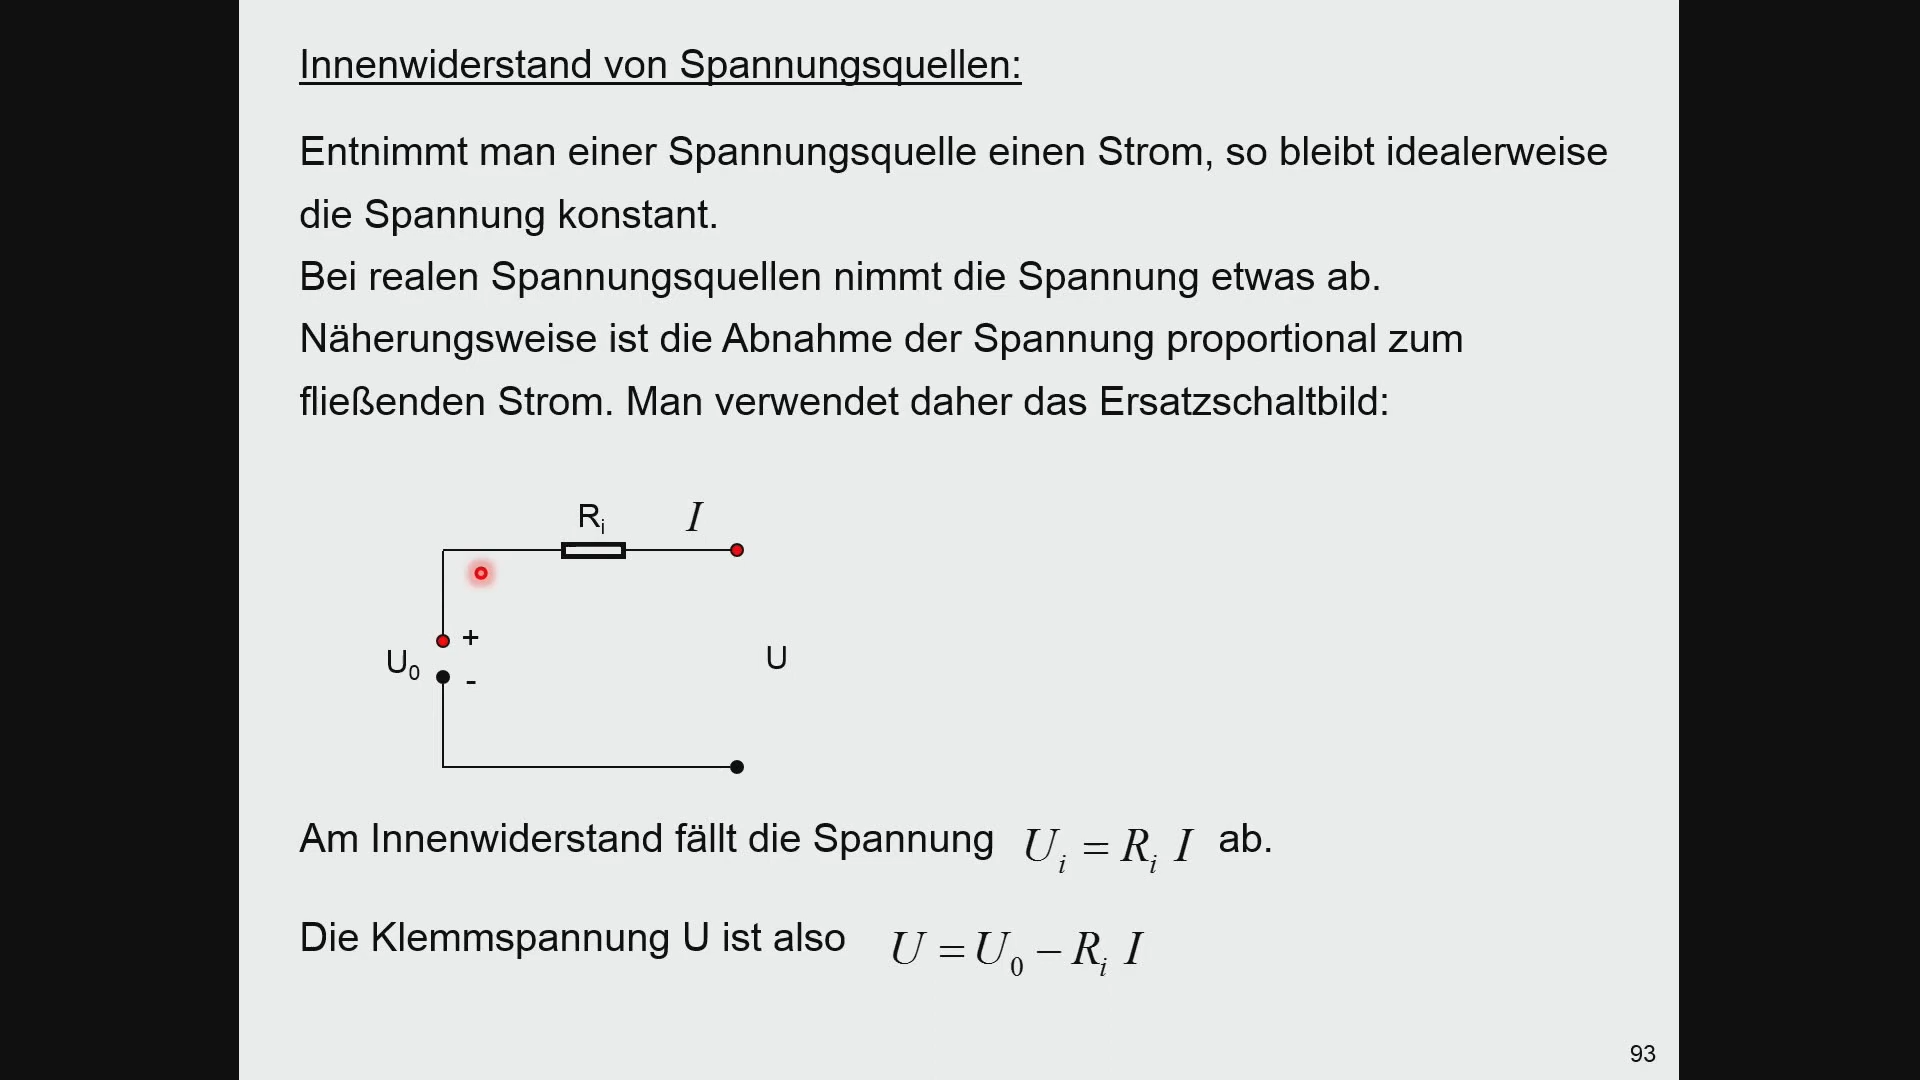 Innenwiderstand von Spannungsquellen:
Entnimmt man einer Spannungsquelle einen Strom, so bleibt idealerweise
die Spannung konstant.
Bei realen Spannungsquellen nimmt die Spannung etwas ab.
Näherungsweise ist die Abnahme der Spannung proportional zum
fließenden Strom. Man verwendet daher das Ersatzschaltbild:
Rᵢ I
+
U₀ U
-
Am Innenwiderstand fällt die Spannung Uᵢ = Rᵢ I ab.
Die Klemmspannung U ist also U = U₀ − Rᵢ I
93